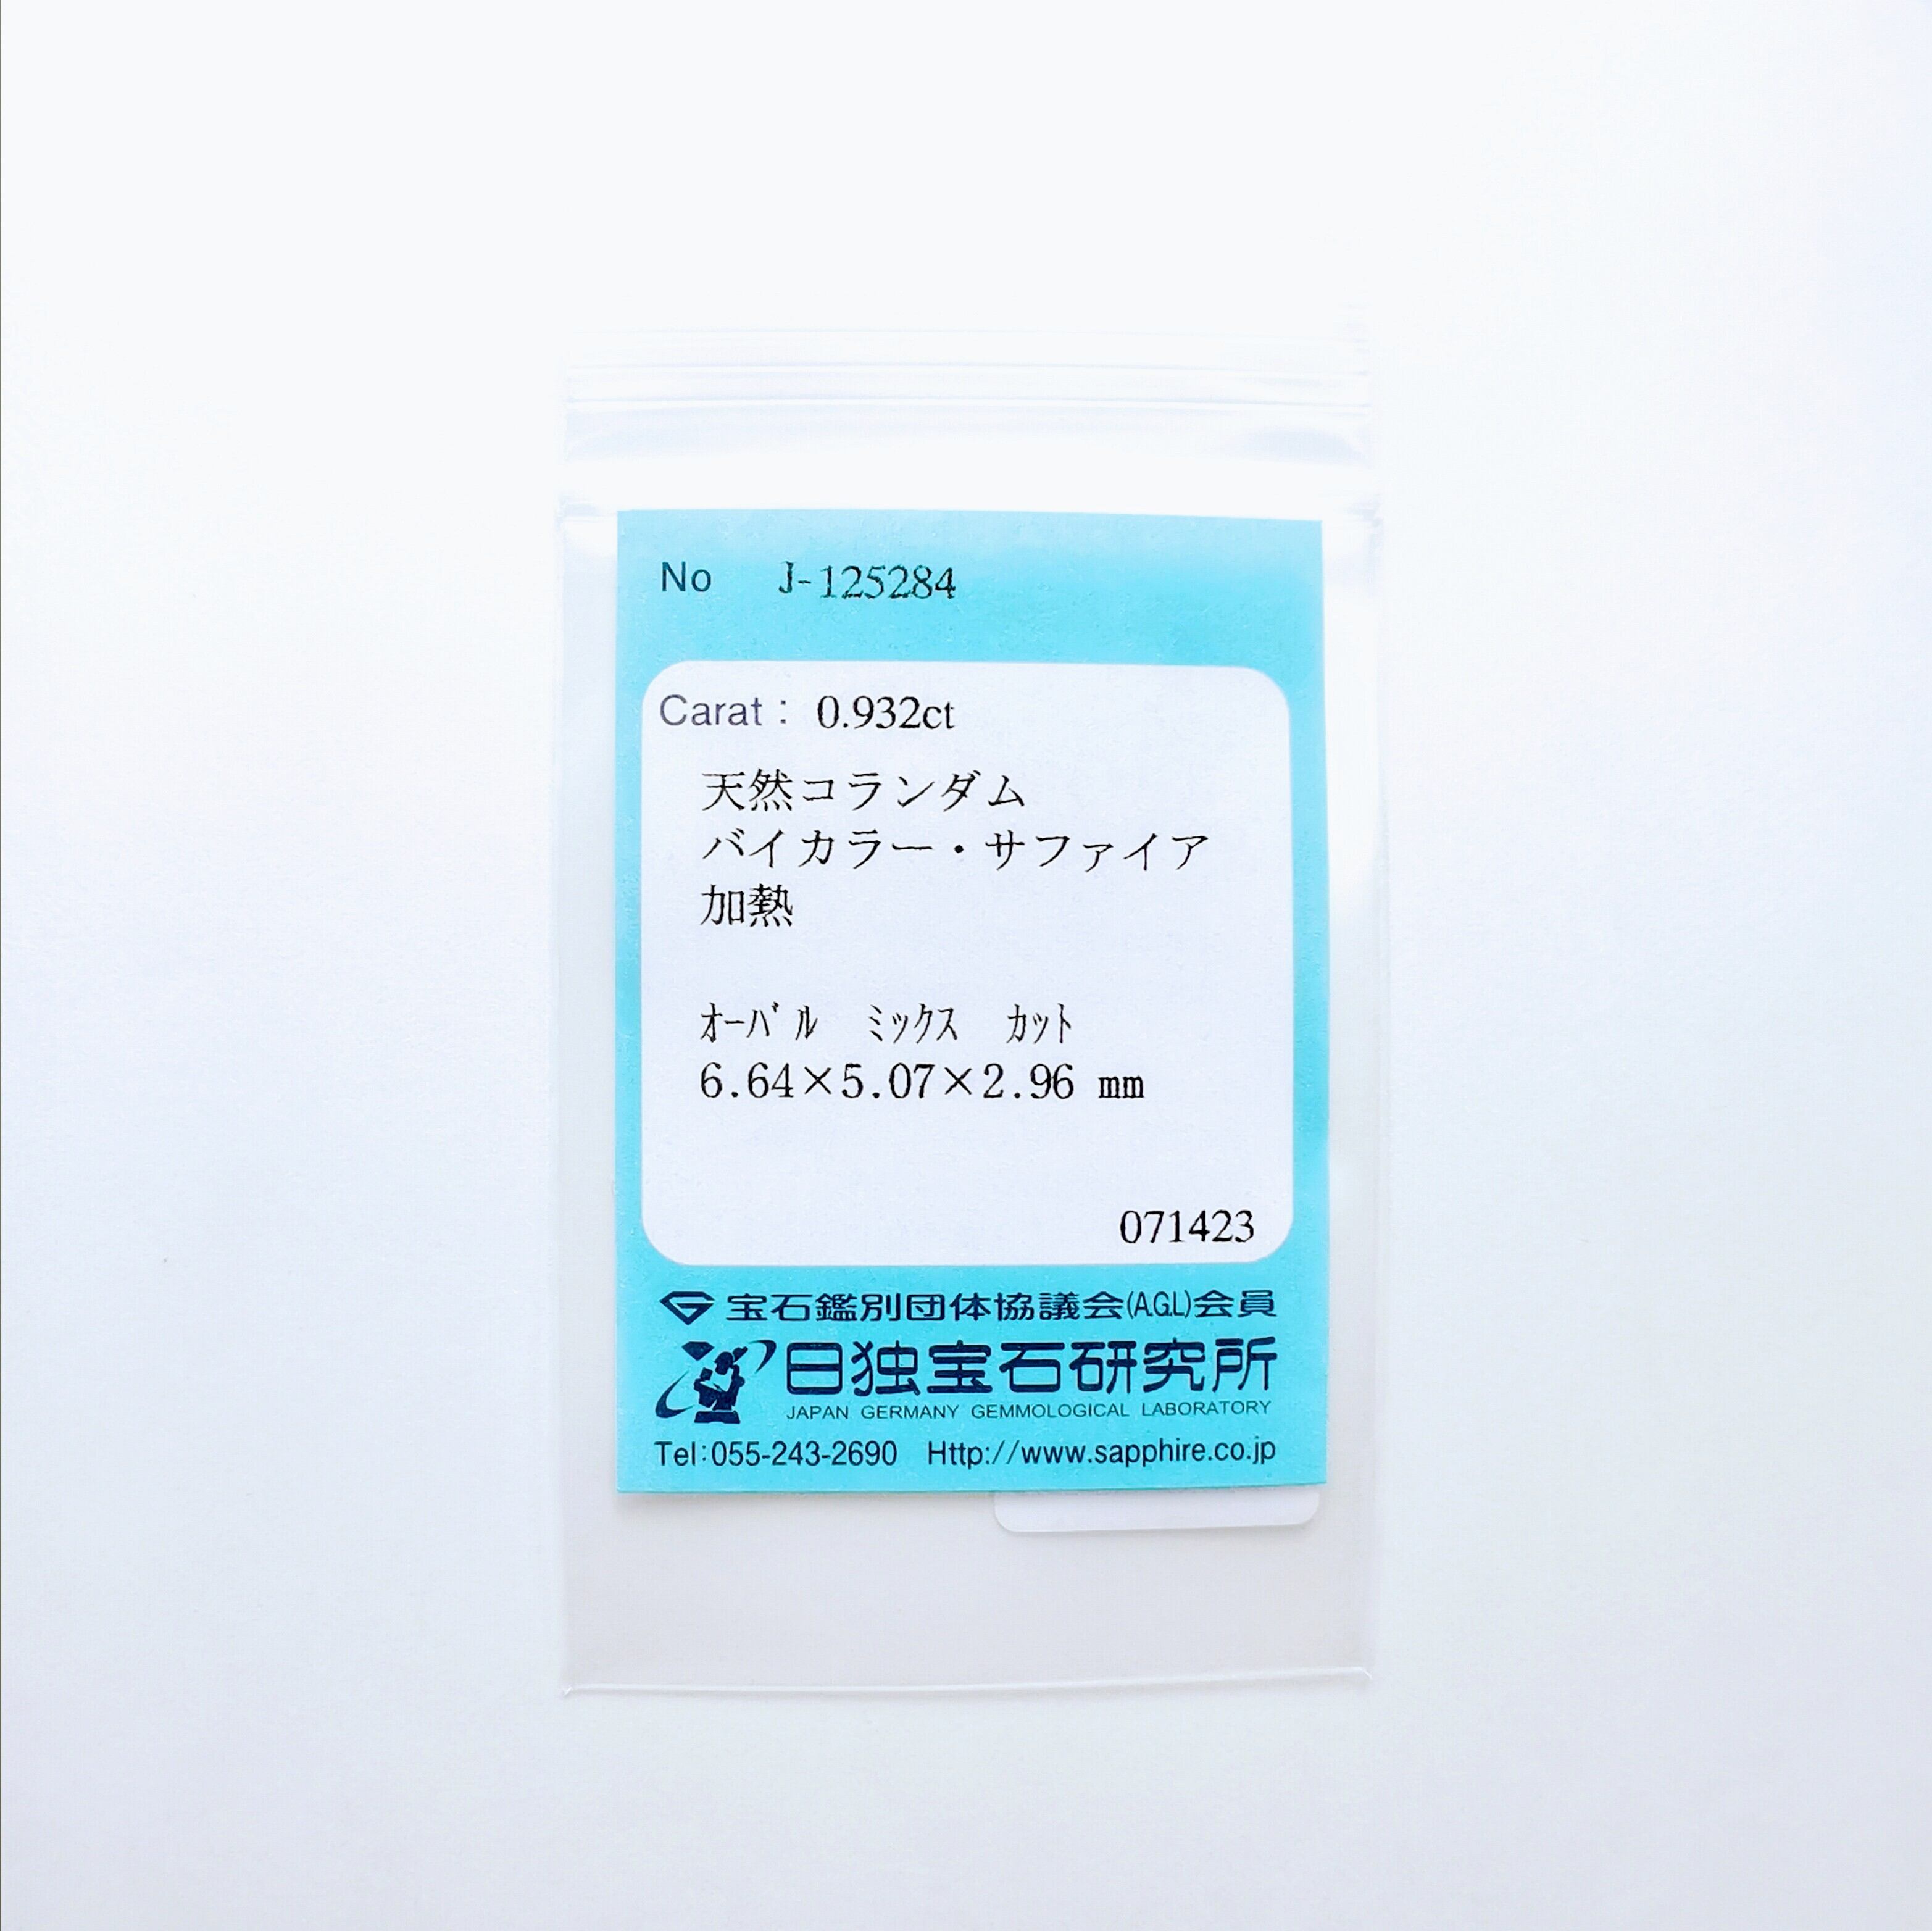 No J-125284
Carat : 0.932ct
天然コランダム
バイカラー・サファイア
加熱
ｵｰﾊﾞﾙ ﾐｯｸｽ ｶｯﾄ
6.64×5.07×2.96 mm
071423
宝石鑑別団体協議会(A.G.L)会員
日独宝石研究所
JAPAN GERMANY GEMMOLOGICAL LABORATORY
Tel:055-243-2690 Http://www.sapphire.co.jp